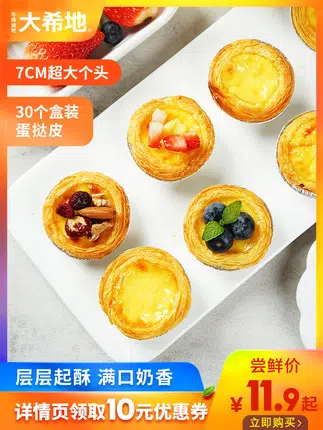 大希地
7CM超大个头
30个盒装
蛋挞皮
层层起酥 满口奶香
详情页领取10元优惠券
尝鲜价
¥11.9起
立即购买>